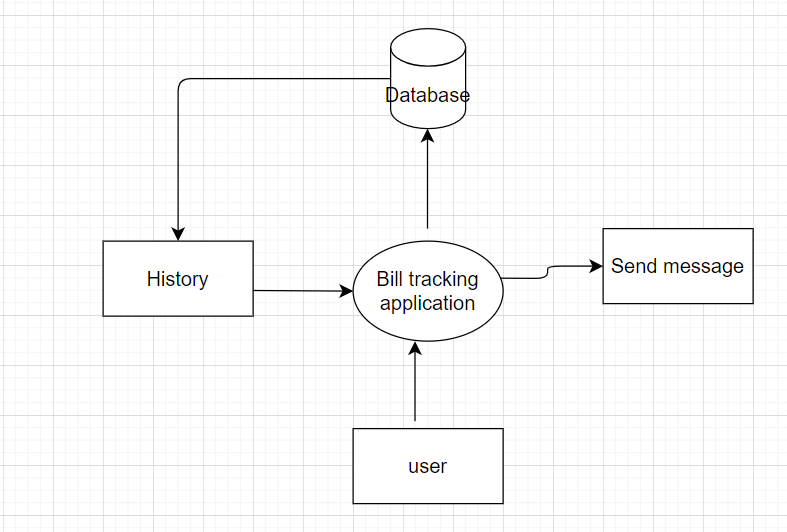 Database
History
Bill tracking
application
Send message
user